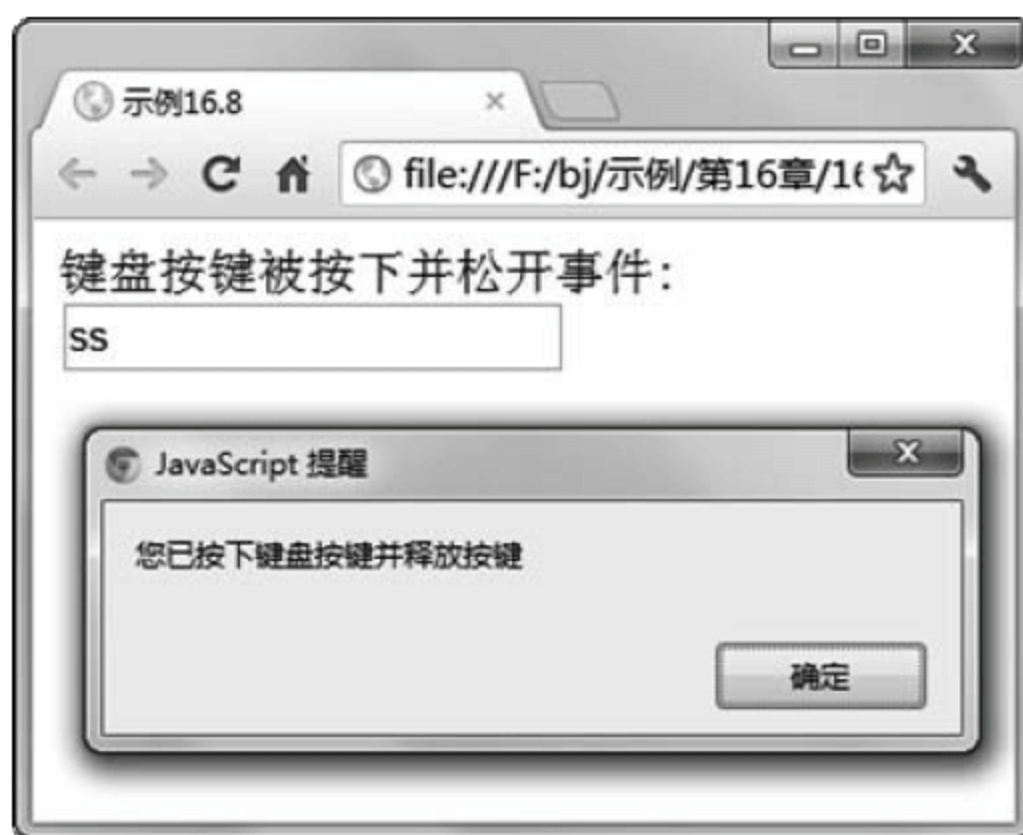 示例16.8
file:///F:/bj/示例/第16章/16
键盘按键被按下并松开事件:
ss
JavaScript 提醒
您已按下键盘按键并释放按键
确定